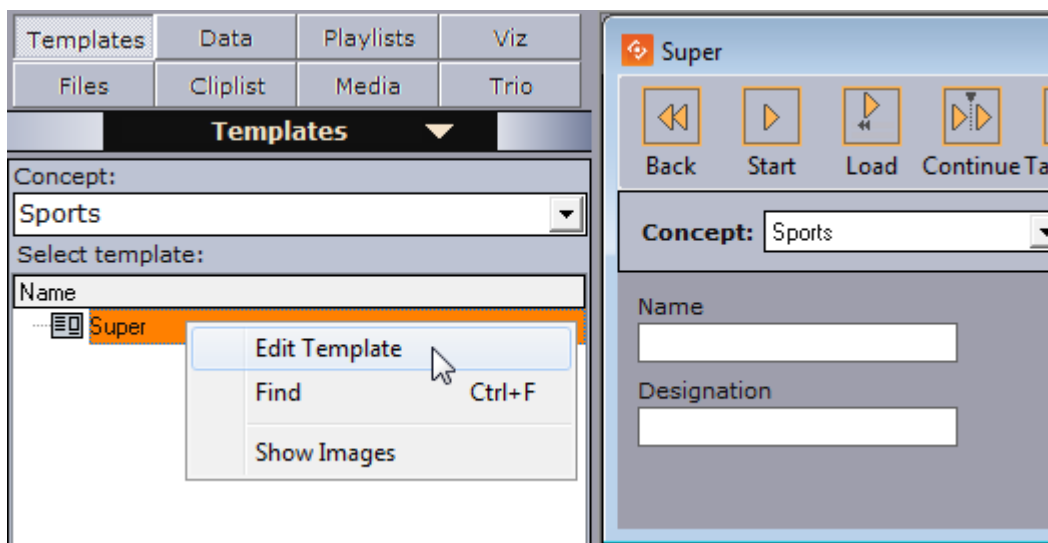 Templates Data Playlists Viz
Files Cliplist Media Trio
Templates
Concept:
Sports
Select template:
Name
Super
Edit Template
Find Ctrl+F
Show Images
Super
Back Start Load Continue Ta
Concept: Sports
Name
Designation